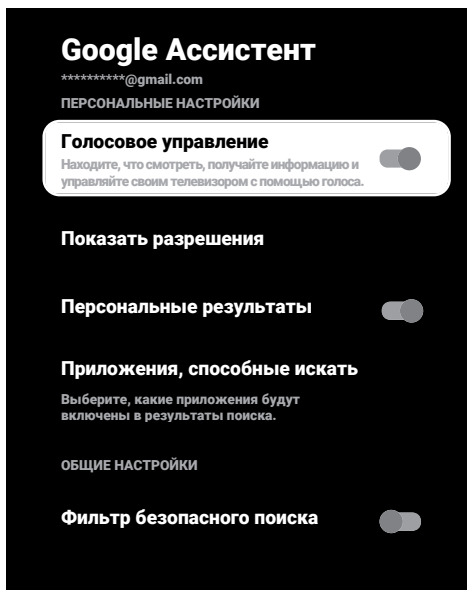 Google Ассистент
**********@gmail.com
ПЕРСОНАЛЬНЫЕ НАСТРОЙКИ
Голосовое управление
Находите, что смотреть, получайте информацию и
управляйте своим телевизором с помощью голоса.
Показать разрешения
Персональные результаты
Приложения, способные искать
Выберите, какие приложения будут
включены в результаты поиска.
ОБЩИЕ НАСТРОЙКИ
Фильтр безопасного поиска